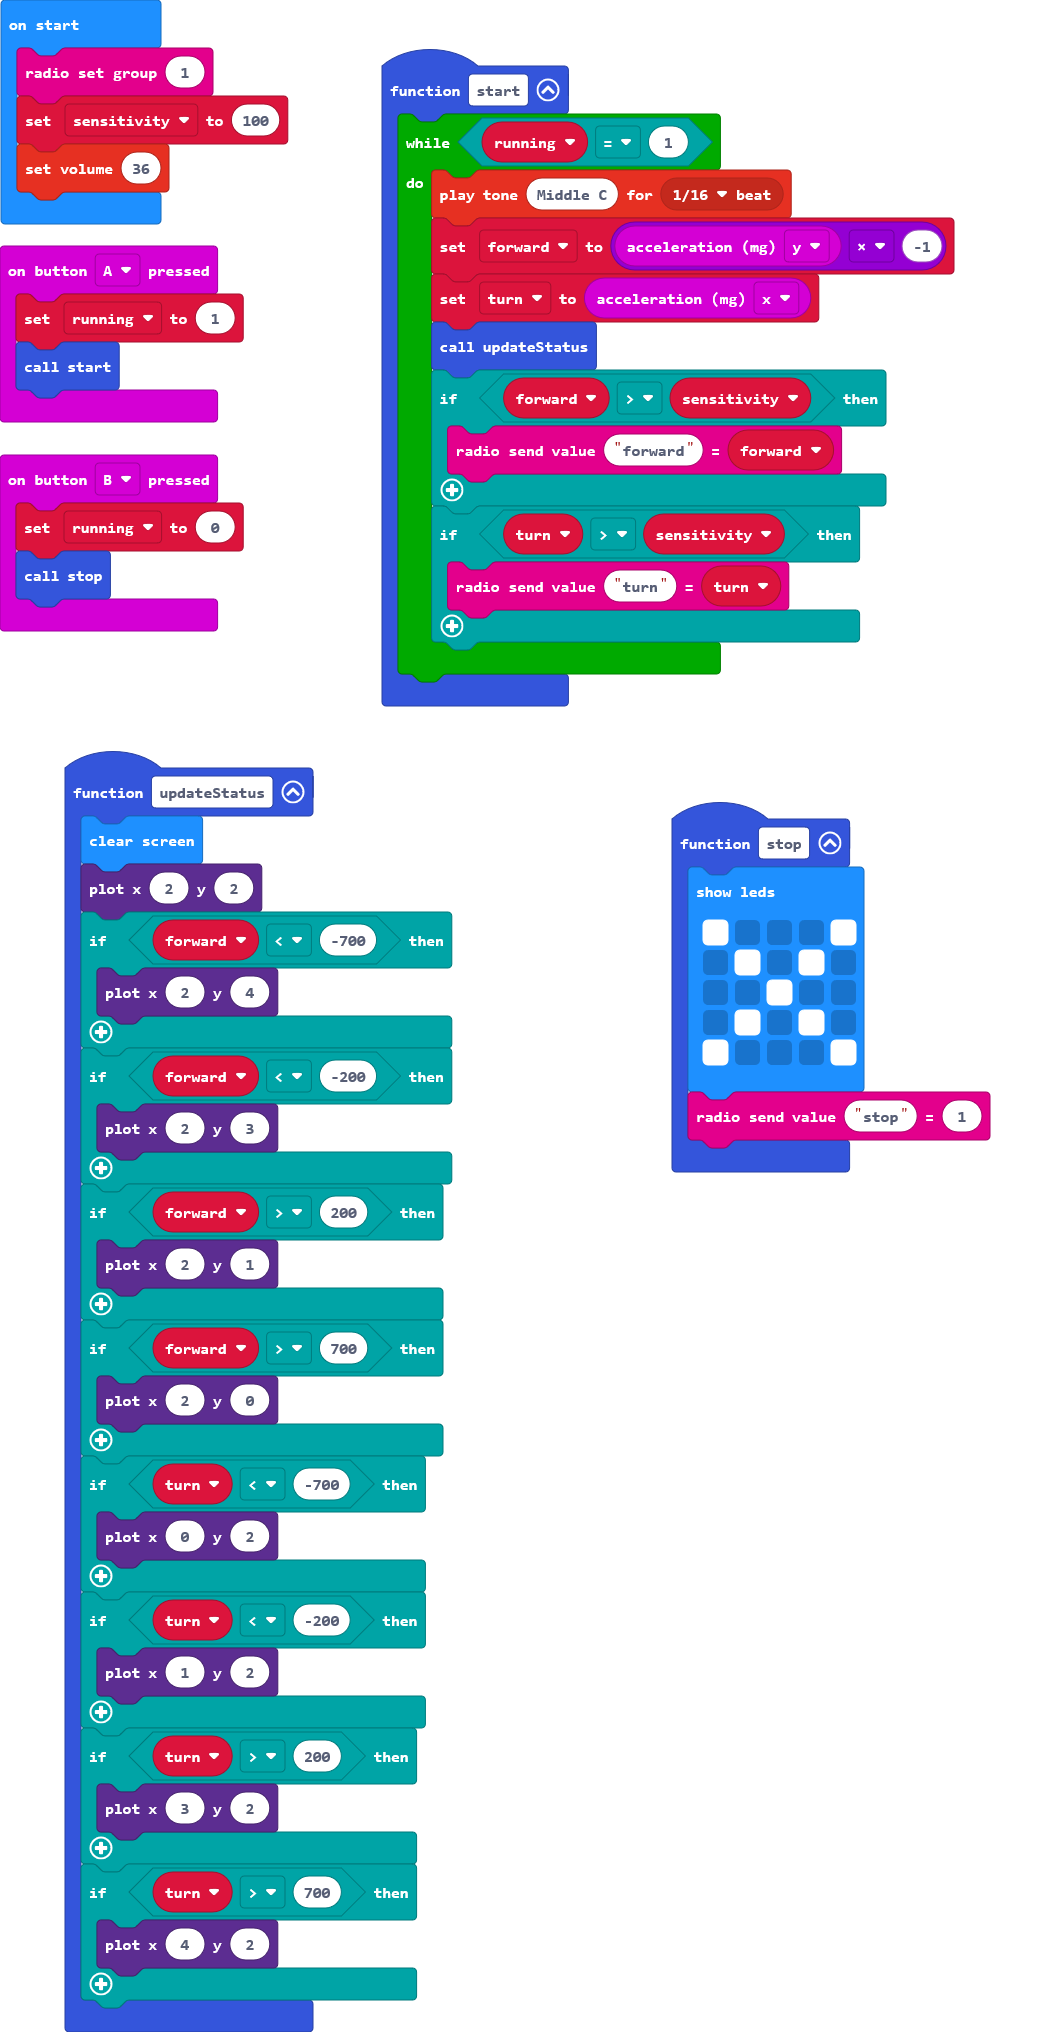 on start
radio set group 1
set sensitivity to 100
set volume 36
on button A pressed
set running to 1
call start
on button B pressed
set running to 0
call stop
function start
while running = 1
do
play tone Middle C for 1/16 beat
set forward to acceleration (mg) y × -1
set turn to acceleration (mg) x
call updateStatus
if forward > sensitivity then
radio send value "forward" = forward
if turn > sensitivity then
radio send value "turn" = turn
function updateStatus
clear screen
plot x 2 y 2
if forward < -700 then
plot x 2 y 4
if forward < -200 then
plot x 2 y 3
if forward > 200 then
plot x 2 y 1
if forward > 700 then
plot x 2 y 0
if turn < -700 then
plot x 0 y 2
if turn < -200 then
plot x 1 y 2
if turn > 200 then
plot x 3 y 2
if turn > 700 then
plot x 4 y 2
function stop
show leds
radio send value "stop" = 1